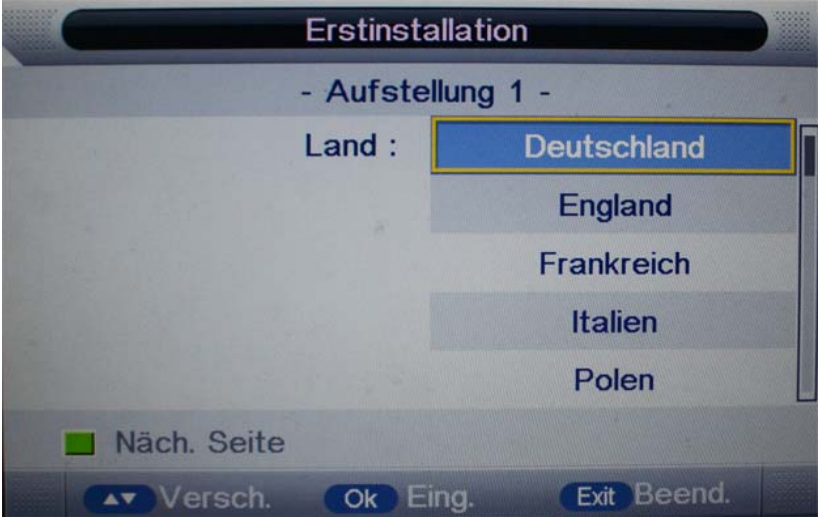 Erstinstallation
- Aufstellung 1 -
Land : Deutschland
England
Frankreich
Italien
Polen
Näch. Seite
▲▼ Versch. Ok Eing. Exit Beend.